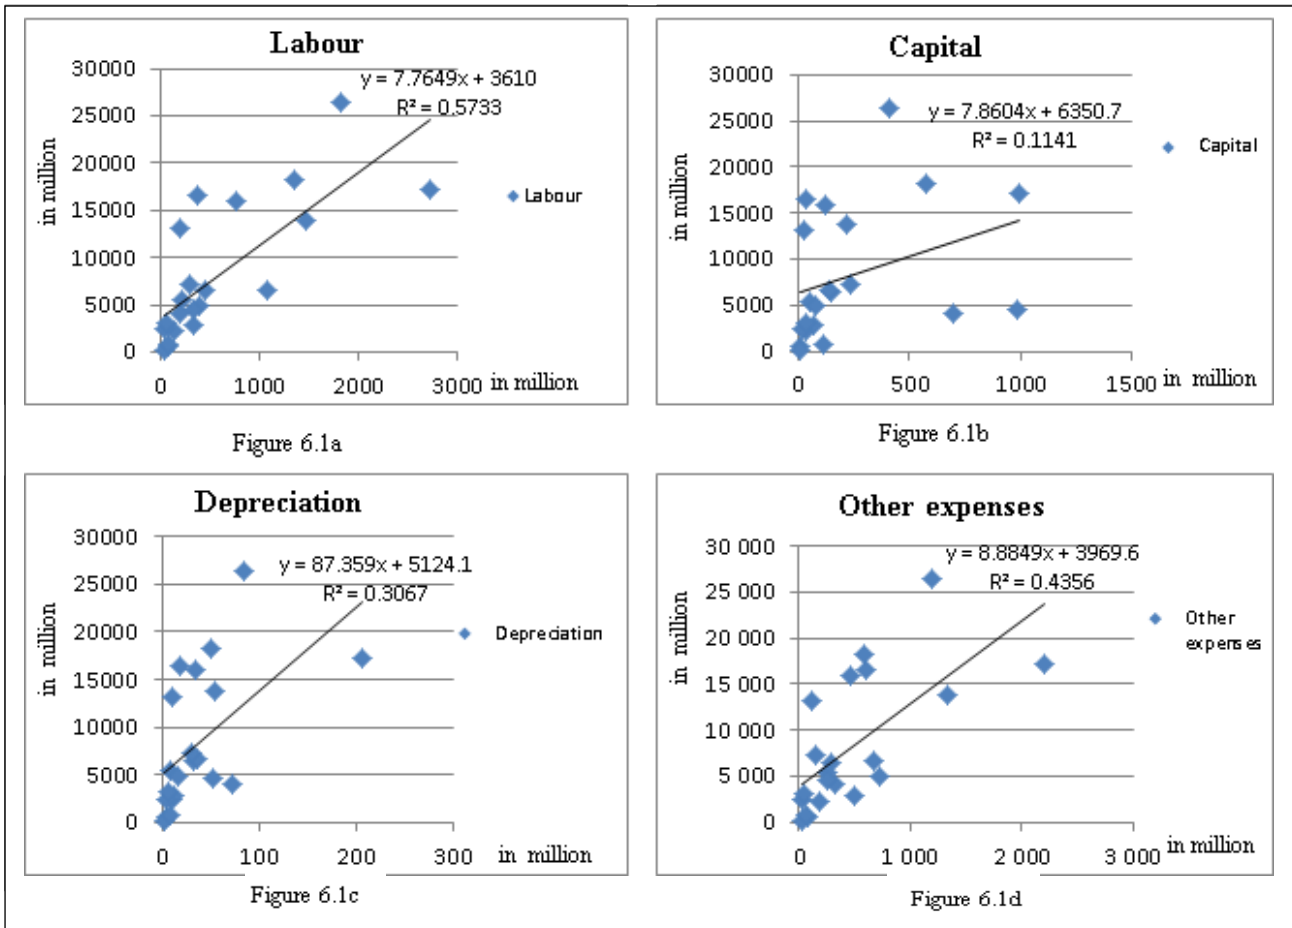 Labour
in million
30000
25000
20000
15000
10000
5000
0
y = 7.7649x + 3610
R² = 0.5733
Labour
0 1000 2000 3000 in million
Figure 6.1a
Capital
in million
30000
25000
20000
15000
10000
5000
0
y = 7.8604x + 6350.7
R² = 0.1141
Capital
0 500 1000 1500 in million
Figure 6.1b
Depreciation
in million
30000
25000
20000
15000
10000
5000
0
y = 87.359x + 5124.1
R² = 0.3067
Depreciation
0 100 200 300 in million
Figure 6.1c
Other expenses
in million
30 000
25 000
20 000
15 000
10 000
5 000
0
y = 8.8849x + 3969.6
R² = 0.4356
Other
expenses
0 1 000 2 000 3 000 in million
Figure 6.1d